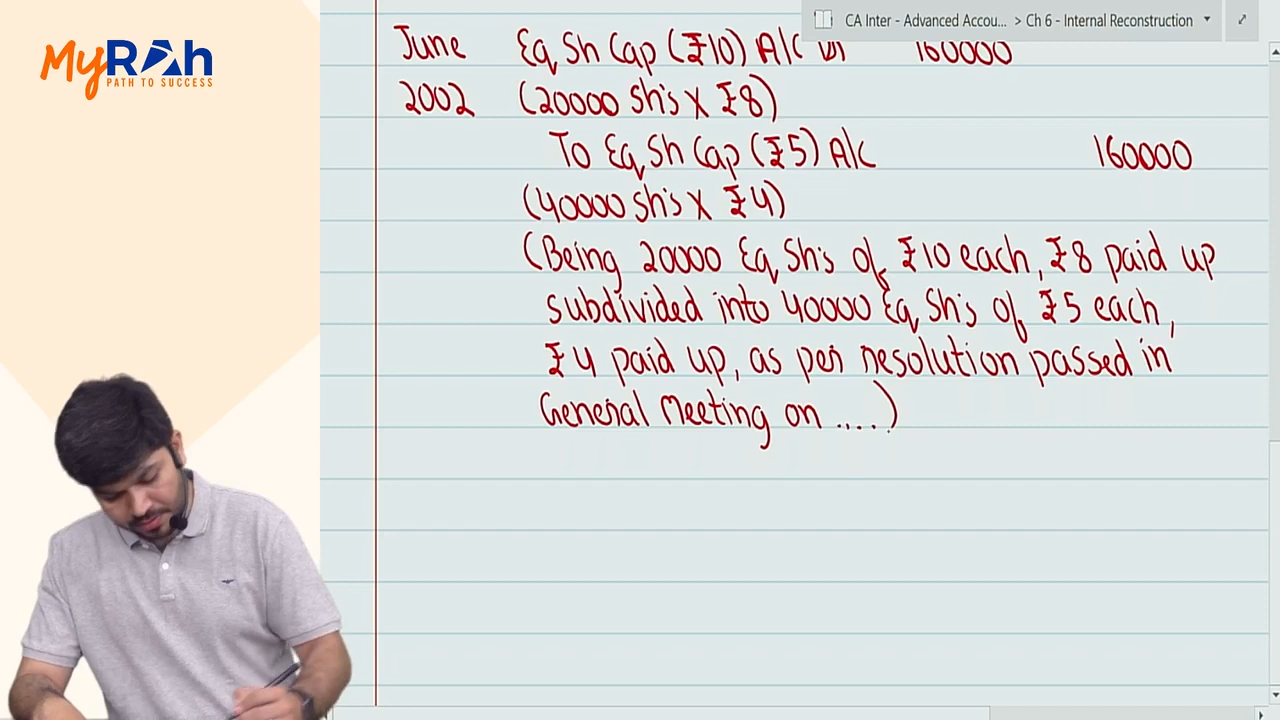 MyRAh
PATH TO SUCCESS
CA Inter - Advanced Accou... > Ch 6 - Internal Reconstruction
June Eq Sh Cap (₹10) A/c Dr 160000
2002 (20000 Sh's X ₹8)
To Eq Sh Cap (₹5) A/c 160000
(40000 Sh's X ₹4)
(Being 20000 Eq Sh's of ₹10 each, ₹8 paid up
subdivided into 40000 Eq Sh's of ₹5 each,
₹4 paid up, as per resolution passed in
General Meeting on ....)